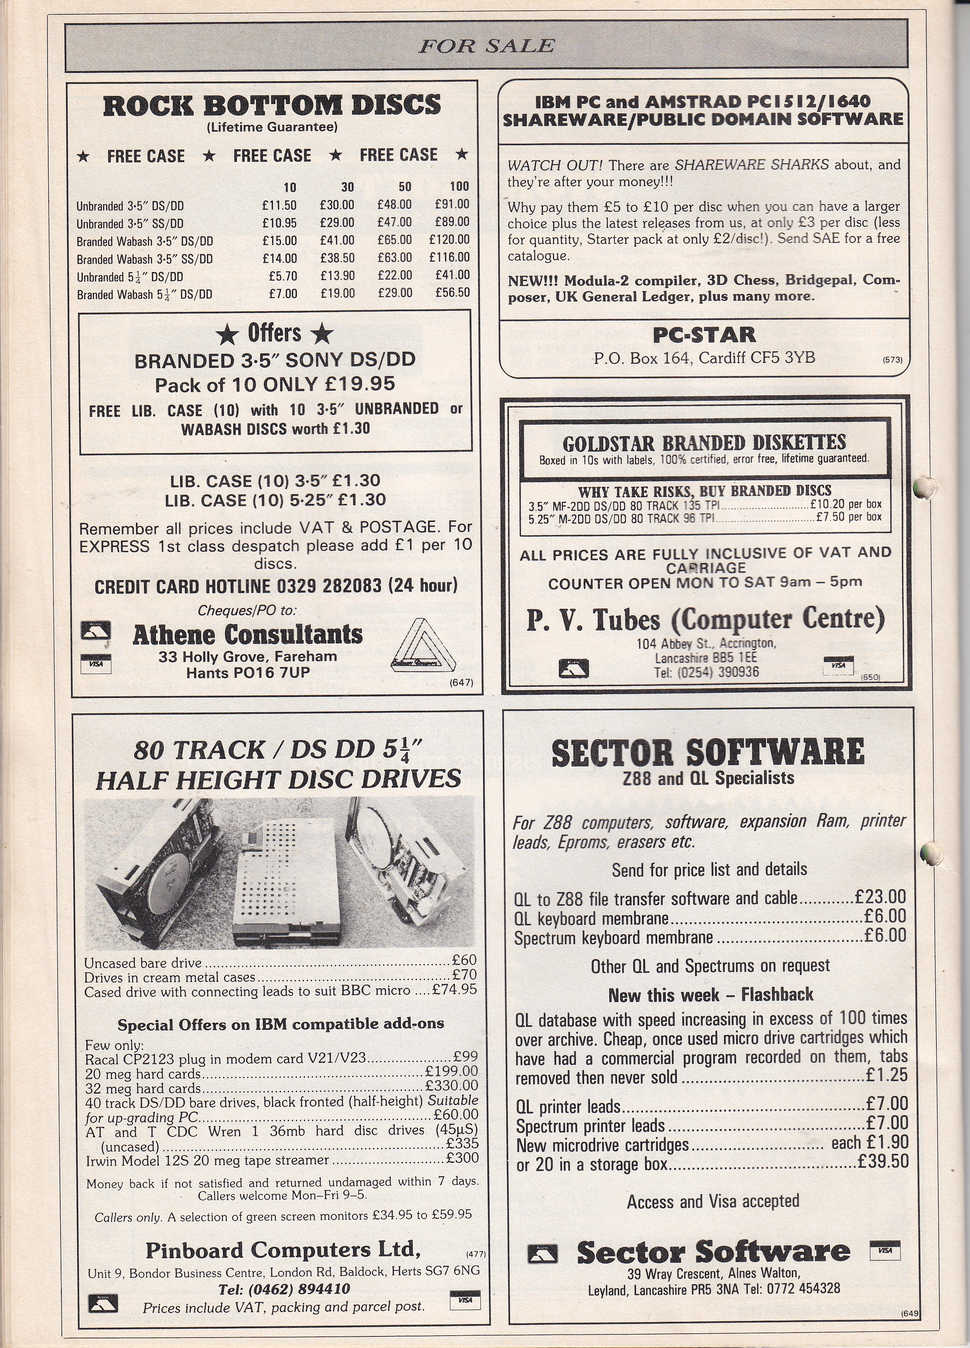 FOR SALE
ROCK BOTTOM DISCS
(Lifetime Guarantee)
★ FREE CASE ★ FREE CASE ★ FREE CASE ★
10 30 50 100
Unbranded 3·5″ DS/DD £11.50 £30.00 £48.00 £91.00
Unbranded 3·5″ SS/DD £10.95 £29.00 £47.00 £89.00
Branded Wabash 3·5″ DS/DD £15.00 £41.00 £65.00 £120.00
Branded Wabash 3·5″ SS/DD £14.00 £38.50 £63.00 £116.00
Unbranded 5¼″ DS/DD £5.70 £13.90 £22.00 £41.00
Branded Wabash 5¼″ DS/DD £7.00 £19.00 £29.00 £56.50
★ Offers ★
BRANDED 3·5″ SONY DS/DD
Pack of 10 ONLY £19.95
FREE LIB. CASE (10) with 10 3·5″ UNBRANDED or
WABASH DISCS worth £1.30
LIB. CASE (10) 3·5″ £1.30
LIB. CASE (10) 5·25″ £1.30
Remember all prices include VAT & POSTAGE. For
EXPRESS 1st class despatch please add £1 per 10
discs.
CREDIT CARD HOTLINE 0329 282083 (24 hour)
Cheques/PO to:
Athene Consultants
33 Holly Grove, Fareham
Hants PO16 7UP
VISA
(647)
IBM PC and AMSTRAD PC1512/1640
SHAREWARE/PUBLIC DOMAIN SOFTWARE
WATCH OUT! There are SHAREWARE SHARKS about, and
they're after your money!!!
Why pay them £5 to £10 per disc when you can have a larger
choice plus the latest releases from us, at only £3 per disc (less
for quantity, Starter pack at only £2/disc!). Send SAE for a free
catalogue.
NEW!!! Modula-2 compiler, 3D Chess, Bridgepal, Com-
poser, UK General Ledger, plus many more.
PC-STAR
P.O. Box 164, Cardiff CF5 3YB
(573)
GOLDSTAR BRANDED DISKETTES
Boxed in 10s with labels, 100% certified, error free, lifetime guaranteed.
WHY TAKE RISKS, BUY BRANDED DISCS
3.5″ MF-2DD DS/DD 80 TRACK 135 TPI............................£10.20 per box
5.25″ M-2DD DS/DD 80 TRACK 96 TPI..............................£7.50 per box
ALL PRICES ARE FULLY INCLUSIVE OF VAT AND
CARRIAGE
COUNTER OPEN MON TO SAT 9am – 5pm
P. V. Tubes (Computer Centre)
104 Abbey St., Accrington,
Lancashire BB5 1EE
Tel: (0254) 390936
VISA
(650)
80 TRACK / DS DD 5¼″
HALF HEIGHT DISC DRIVES
Uncased bare drive.................................................£60
Drives in cream metal cases.......................................£70
Cased drive with connecting leads to suit BBC micro ....£74.95
Special Offers on IBM compatible add-ons
Few only:
Racal CP2123 plug in modem card V21/V23.....................£99
20 meg hard cards................................................£199.00
32 meg hard cards................................................£330.00
40 track DS/DD bare drives, black fronted (half-height) Suitable
for up-grading PC...................................................£60.00
AT and T CDC Wren 1 36mb hard disc drives (45µS)
(uncased).........................................................£335
Irwin Model 12S 20 meg tape streamer............................£300
Money back if not satisfied and returned undamaged within 7 days.
Callers welcome Mon–Fri 9–5.
Callers only. A selection of green screen monitors £34.95 to £59.95
Pinboard Computers Ltd,
(477)
Unit 9, Bondor Business Centre, London Rd, Baldock, Herts SG7 6NG
Tel: (0462) 894410
Prices include VAT, packing and parcel post.
VISA
SECTOR SOFTWARE
Z88 and QL Specialists
For Z88 computers, software, expansion Ram, printer
leads, Eproms, erasers etc.
Send for price list and details
QL to Z88 file transfer software and cable...........£23.00
QL keyboard membrane......................................£6.00
Spectrum keyboard membrane.............................£6.00
Other QL and Spectrums on request
New this week – Flashback
QL database with speed increasing in excess of 100 times
over archive. Cheap, once used micro drive cartridges which
have had a commercial program recorded on them, tabs
removed then never sold.....................................£1.25
QL printer leads................................................£7.00
Spectrum printer leads........................................£7.00
New microdrive cartridges........................... each £1.90
or 20 in a storage box......................................£39.50
Access and Visa accepted
Sector Software
VISA
39 Wray Crescent, Alnes Walton,
Leyland, Lancashire PR5 3NA Tel: 0772 454328
(649